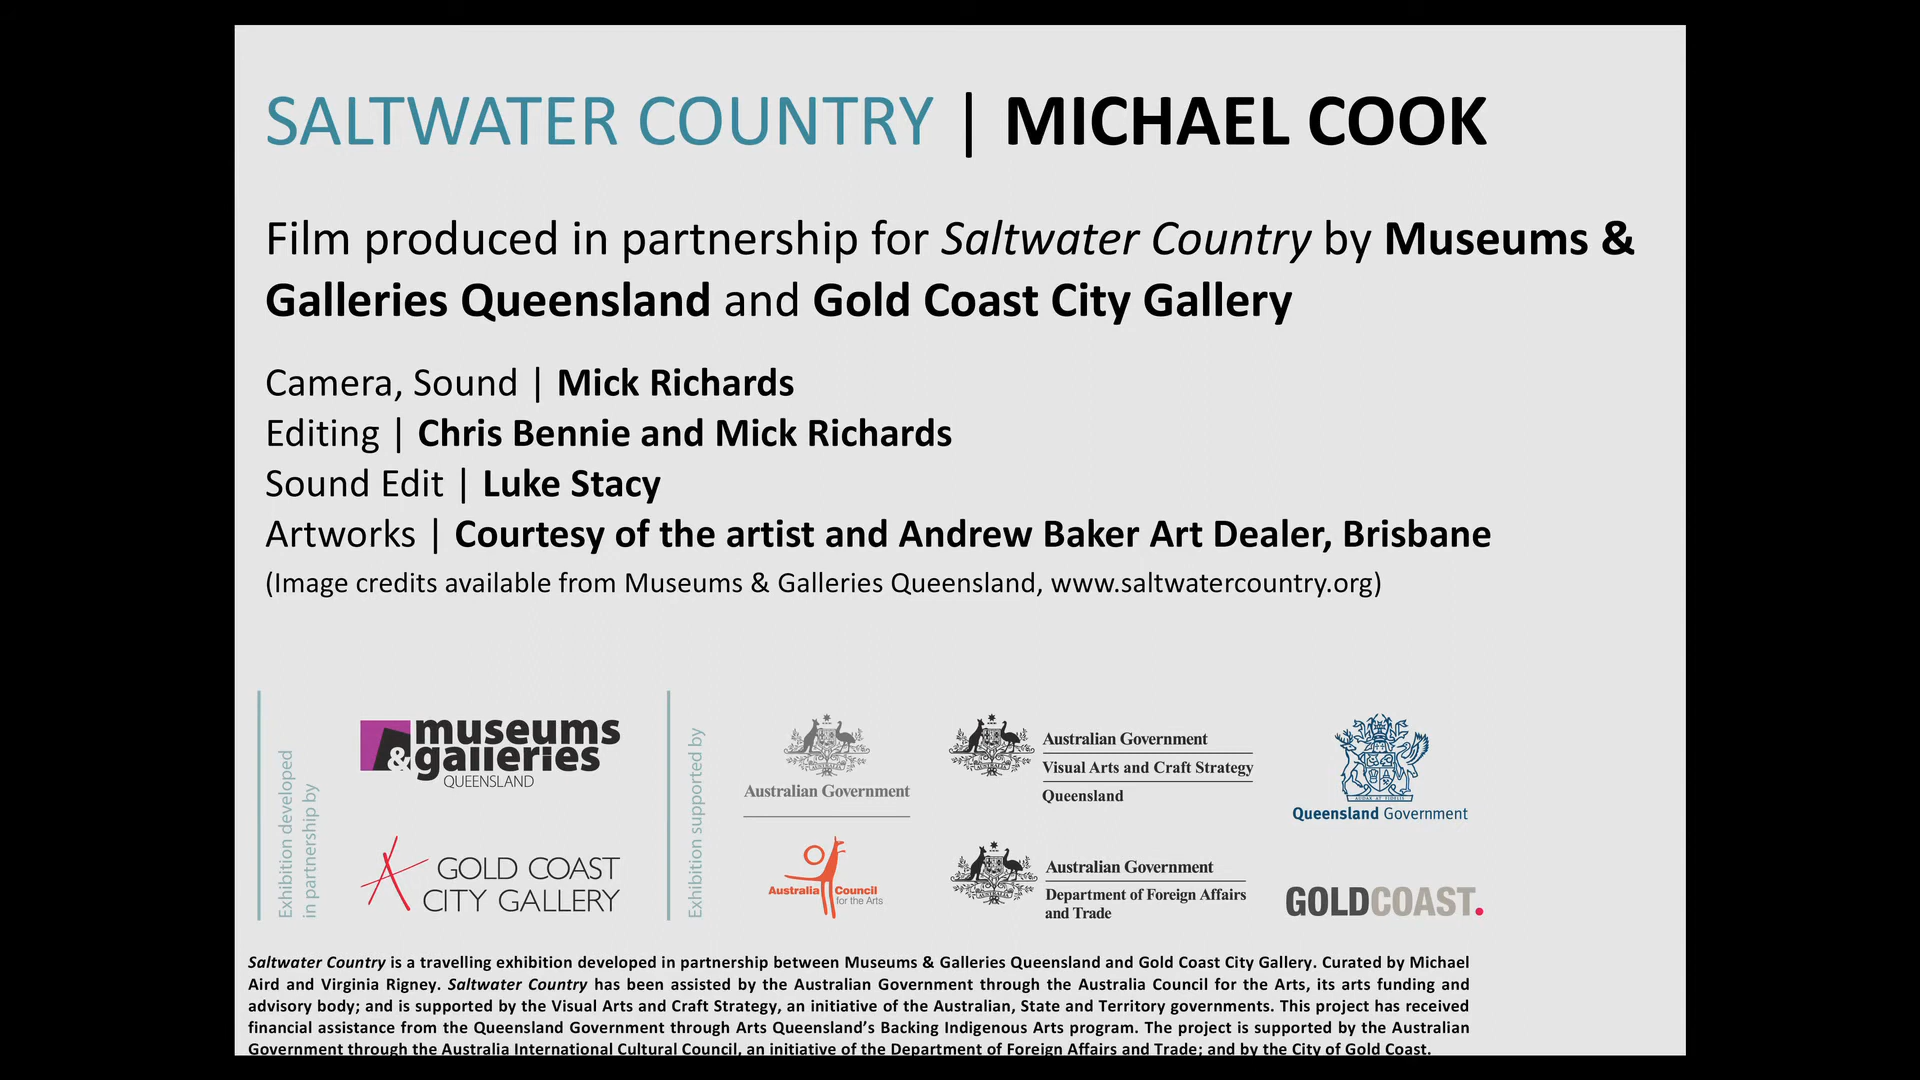 SALTWATER COUNTRY | MICHAEL COOK
Film produced in partnership for Saltwater Country by Museums &
Galleries Queensland and Gold Coast City Gallery
Camera, Sound | Mick Richards
Editing | Chris Bennie and Mick Richards
Sound Edit | Luke Stacy
Artworks | Courtesy of the artist and Andrew Baker Art Dealer, Brisbane
(Image credits available from Museums & Galleries Queensland, www.saltwatercountry.org)
Exhibition developed
in partnership by
museums
&galleries
QUEENSLAND
GOLD COAST
CITY GALLERY
Exhibition supported by
Australian Government
Australia Council
for the Arts
Australian Government
Visual Arts and Craft Strategy
Queensland
Australian Government
Department of Foreign Affairs
and Trade
Queensland Government
GOLDCOAST.
Saltwater Country is a travelling exhibition developed in partnership between Museums & Galleries Queensland and Gold Coast City Gallery. Curated by Michael
Aird and Virginia Rigney. Saltwater Country has been assisted by the Australian Government through the Australia Council for the Arts, its arts funding and
advisory body; and is supported by the Visual Arts and Craft Strategy, an initiative of the Australian, State and Territory governments. This project has received
financial assistance from the Queensland Government through Arts Queensland’s Backing Indigenous Arts program. The project is supported by the Australian
Government through the Australia International Cultural Council, an initiative of the Department of Foreign Affairs and Trade; and by the City of Gold Coast.